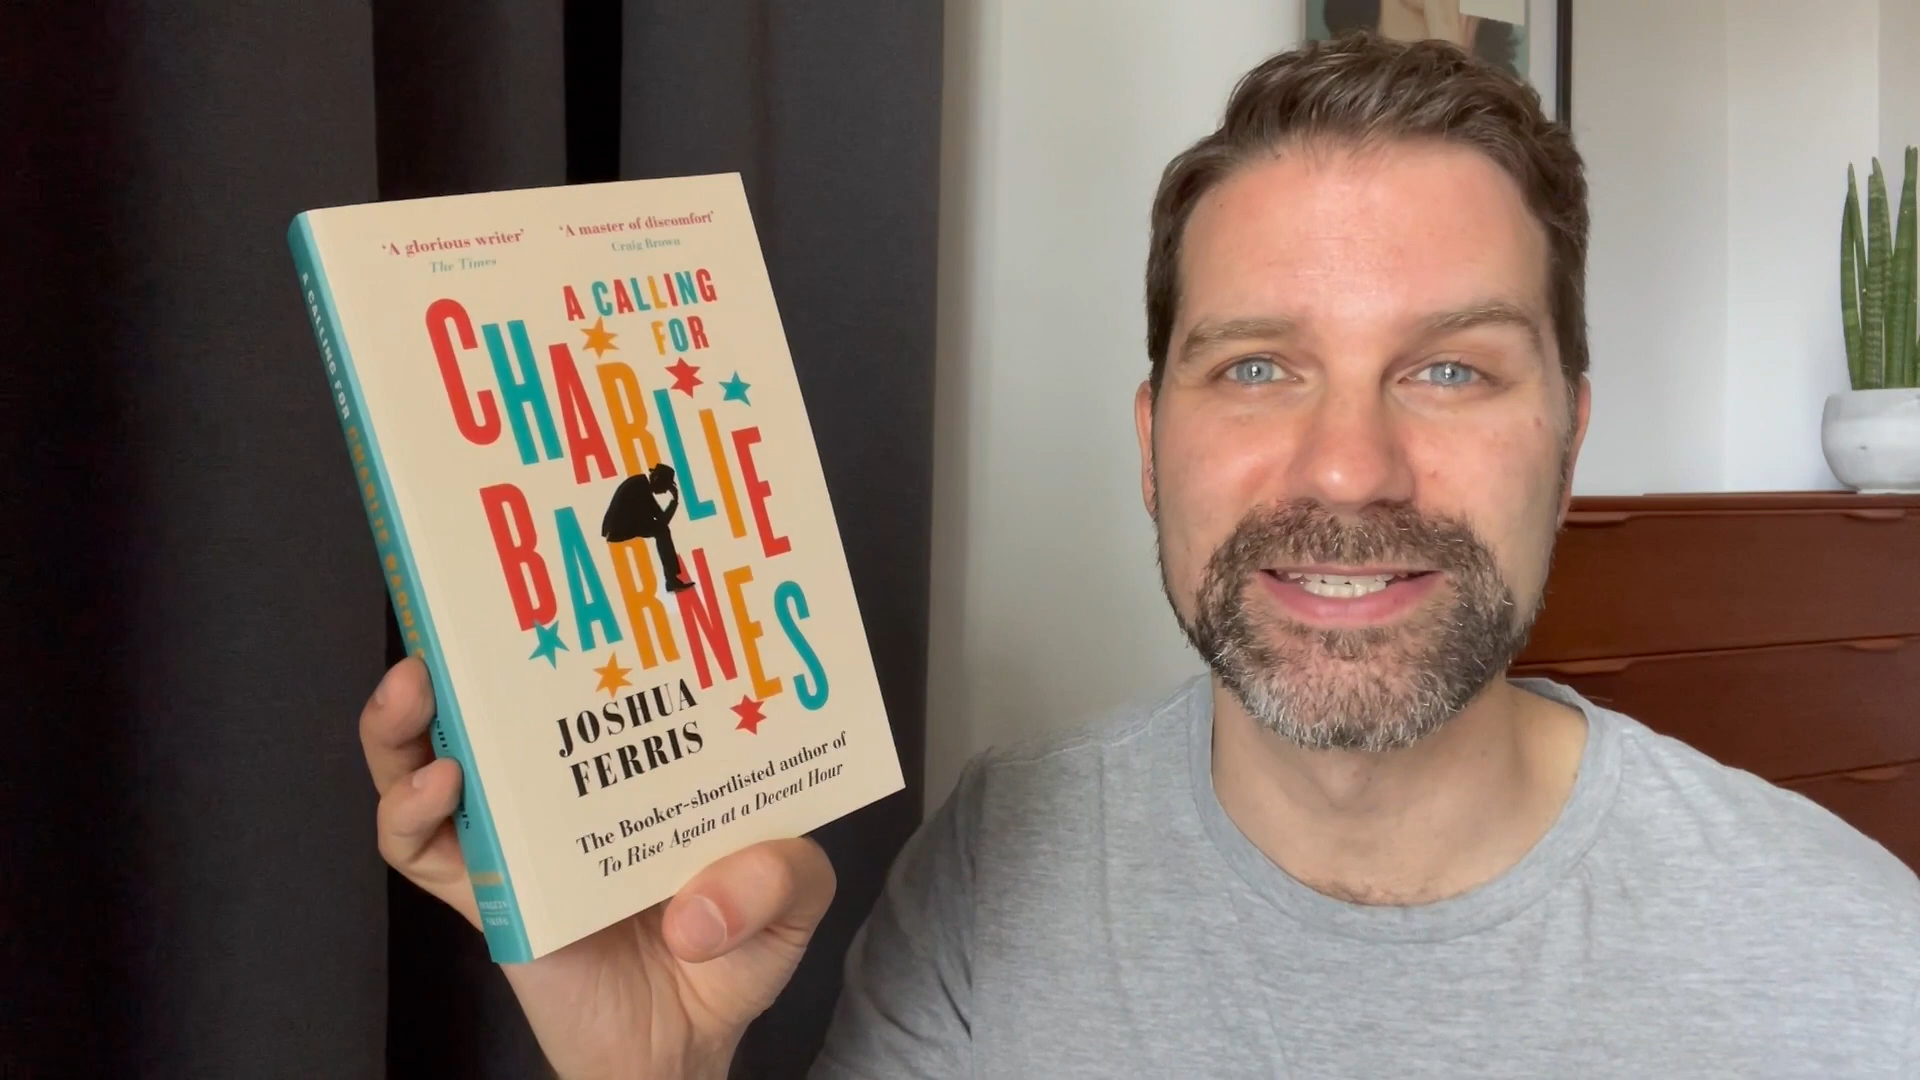 'A glorious writer'
The Times
'A master of discomfort'
Craig Brown
A CALLING
FOR
CHARLIE
BARNES
JOSHUA
FERRIS
The Booker-shortlisted author of
To Rise Again at a Decent Hour
A CALLING FOR CHARLIE BARNES